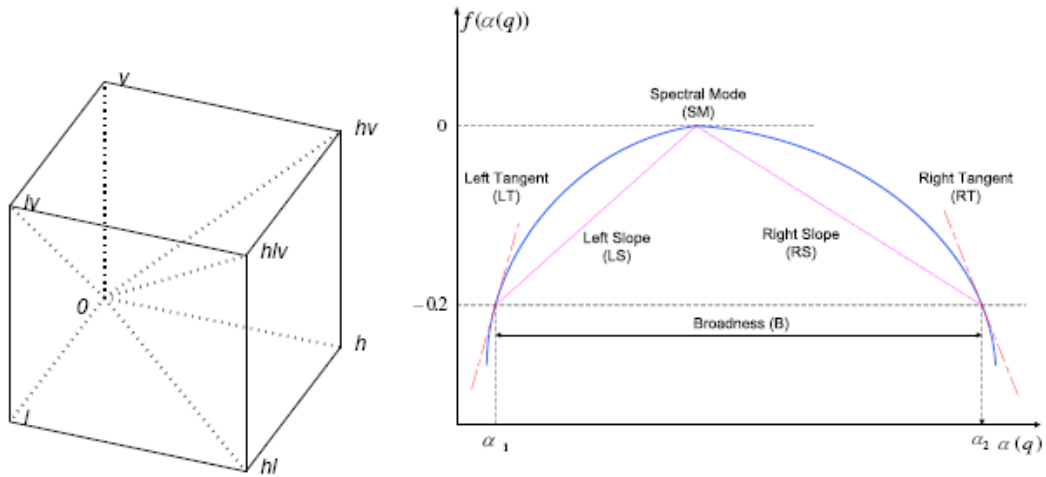 v
hv
lv
hlv
0
h
l
hl
f(α(q))
Spectral Mode
(SM)
0
Left Tangent
(LT)
Right Tangent
(RT)
Left Slope
(LS)
Right Slope
(RS)
−0.2
Broadness (B)
α 1
α2 α(q)